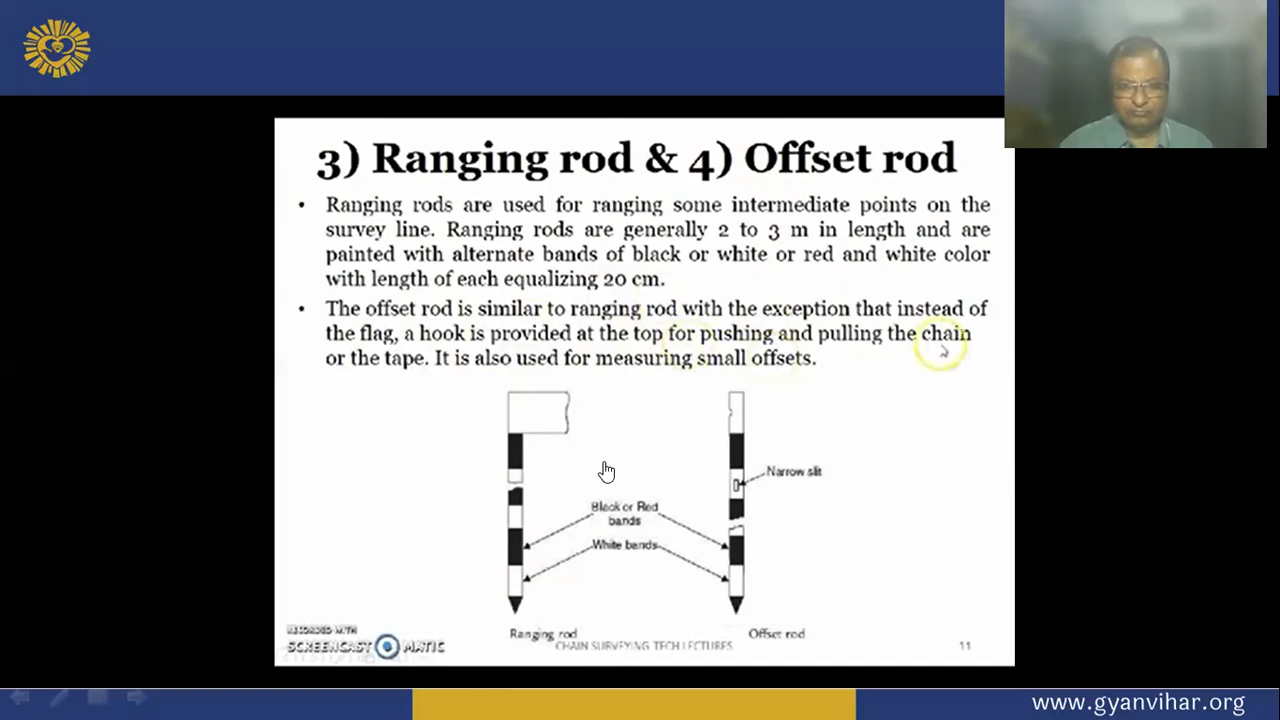 3) Ranging rod & 4) Offset rod
• Ranging rods are used for ranging some intermediate points on the
survey line. Ranging rods are generally 2 to 3 m in length and are
painted with alternate bands of black or white or red and white color
with length of each equalizing 20 cm.
• The offset rod is similar to ranging rod with the exception that instead of
the flag, a hook is provided at the top for pushing and pulling the chain
or the tape. It is also used for measuring small offsets.
Narrow slit
Black or Red
bands
White bands
Ranging rod
Offset rod
RECORDED WITH
SCREENCAST MATIC
CHAIN SURVEYING TECH LECTURES
11
www.gyanvihar.org